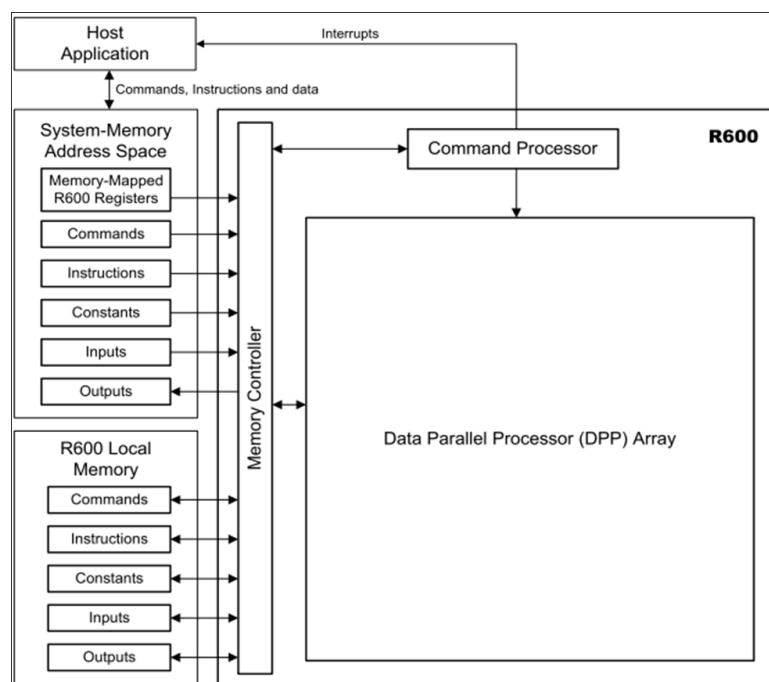 Host
Application
Interrupts
Commands, Instructions and data
System-Memory
Address Space
Memory-Mapped
R600 Registers
Commands
Instructions
Constants
Inputs
Outputs
R600 Local
Memory
Commands
Instructions
Constants
Inputs
Outputs
Memory Controller
Command Processor
R600
Data Parallel Processor (DPP) Array